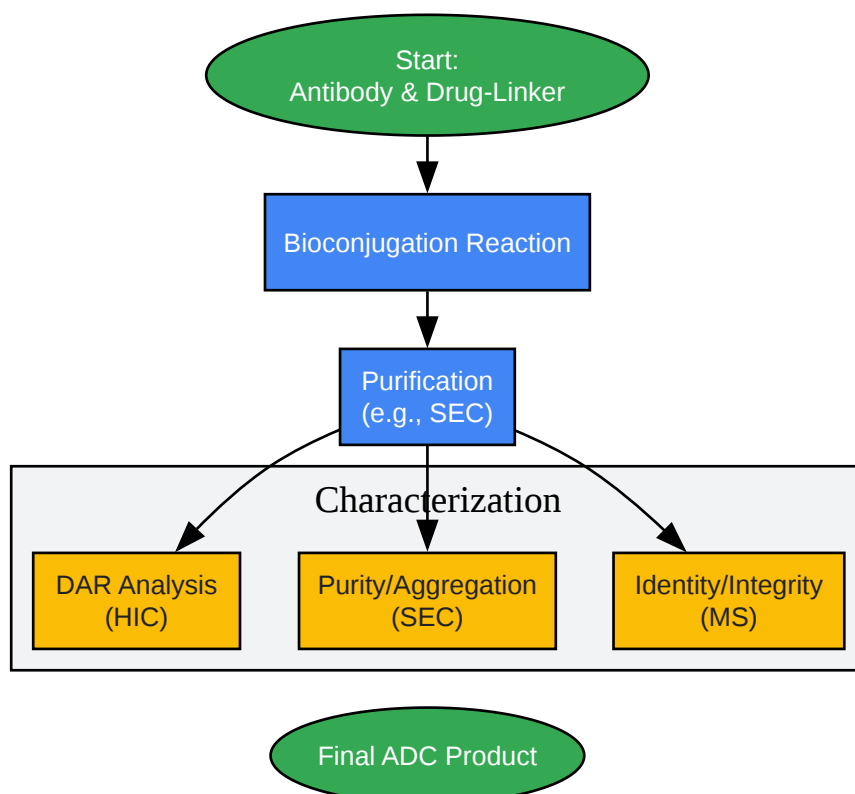 Start:
Antibody & Drug-Linker
Bioconjugation Reaction
Purification
(e.g., SEC)
Characterization
DAR Analysis
(HIC)
Purity/Aggregation
(SEC)
Identity/Integrity
(MS)
Final ADC Product